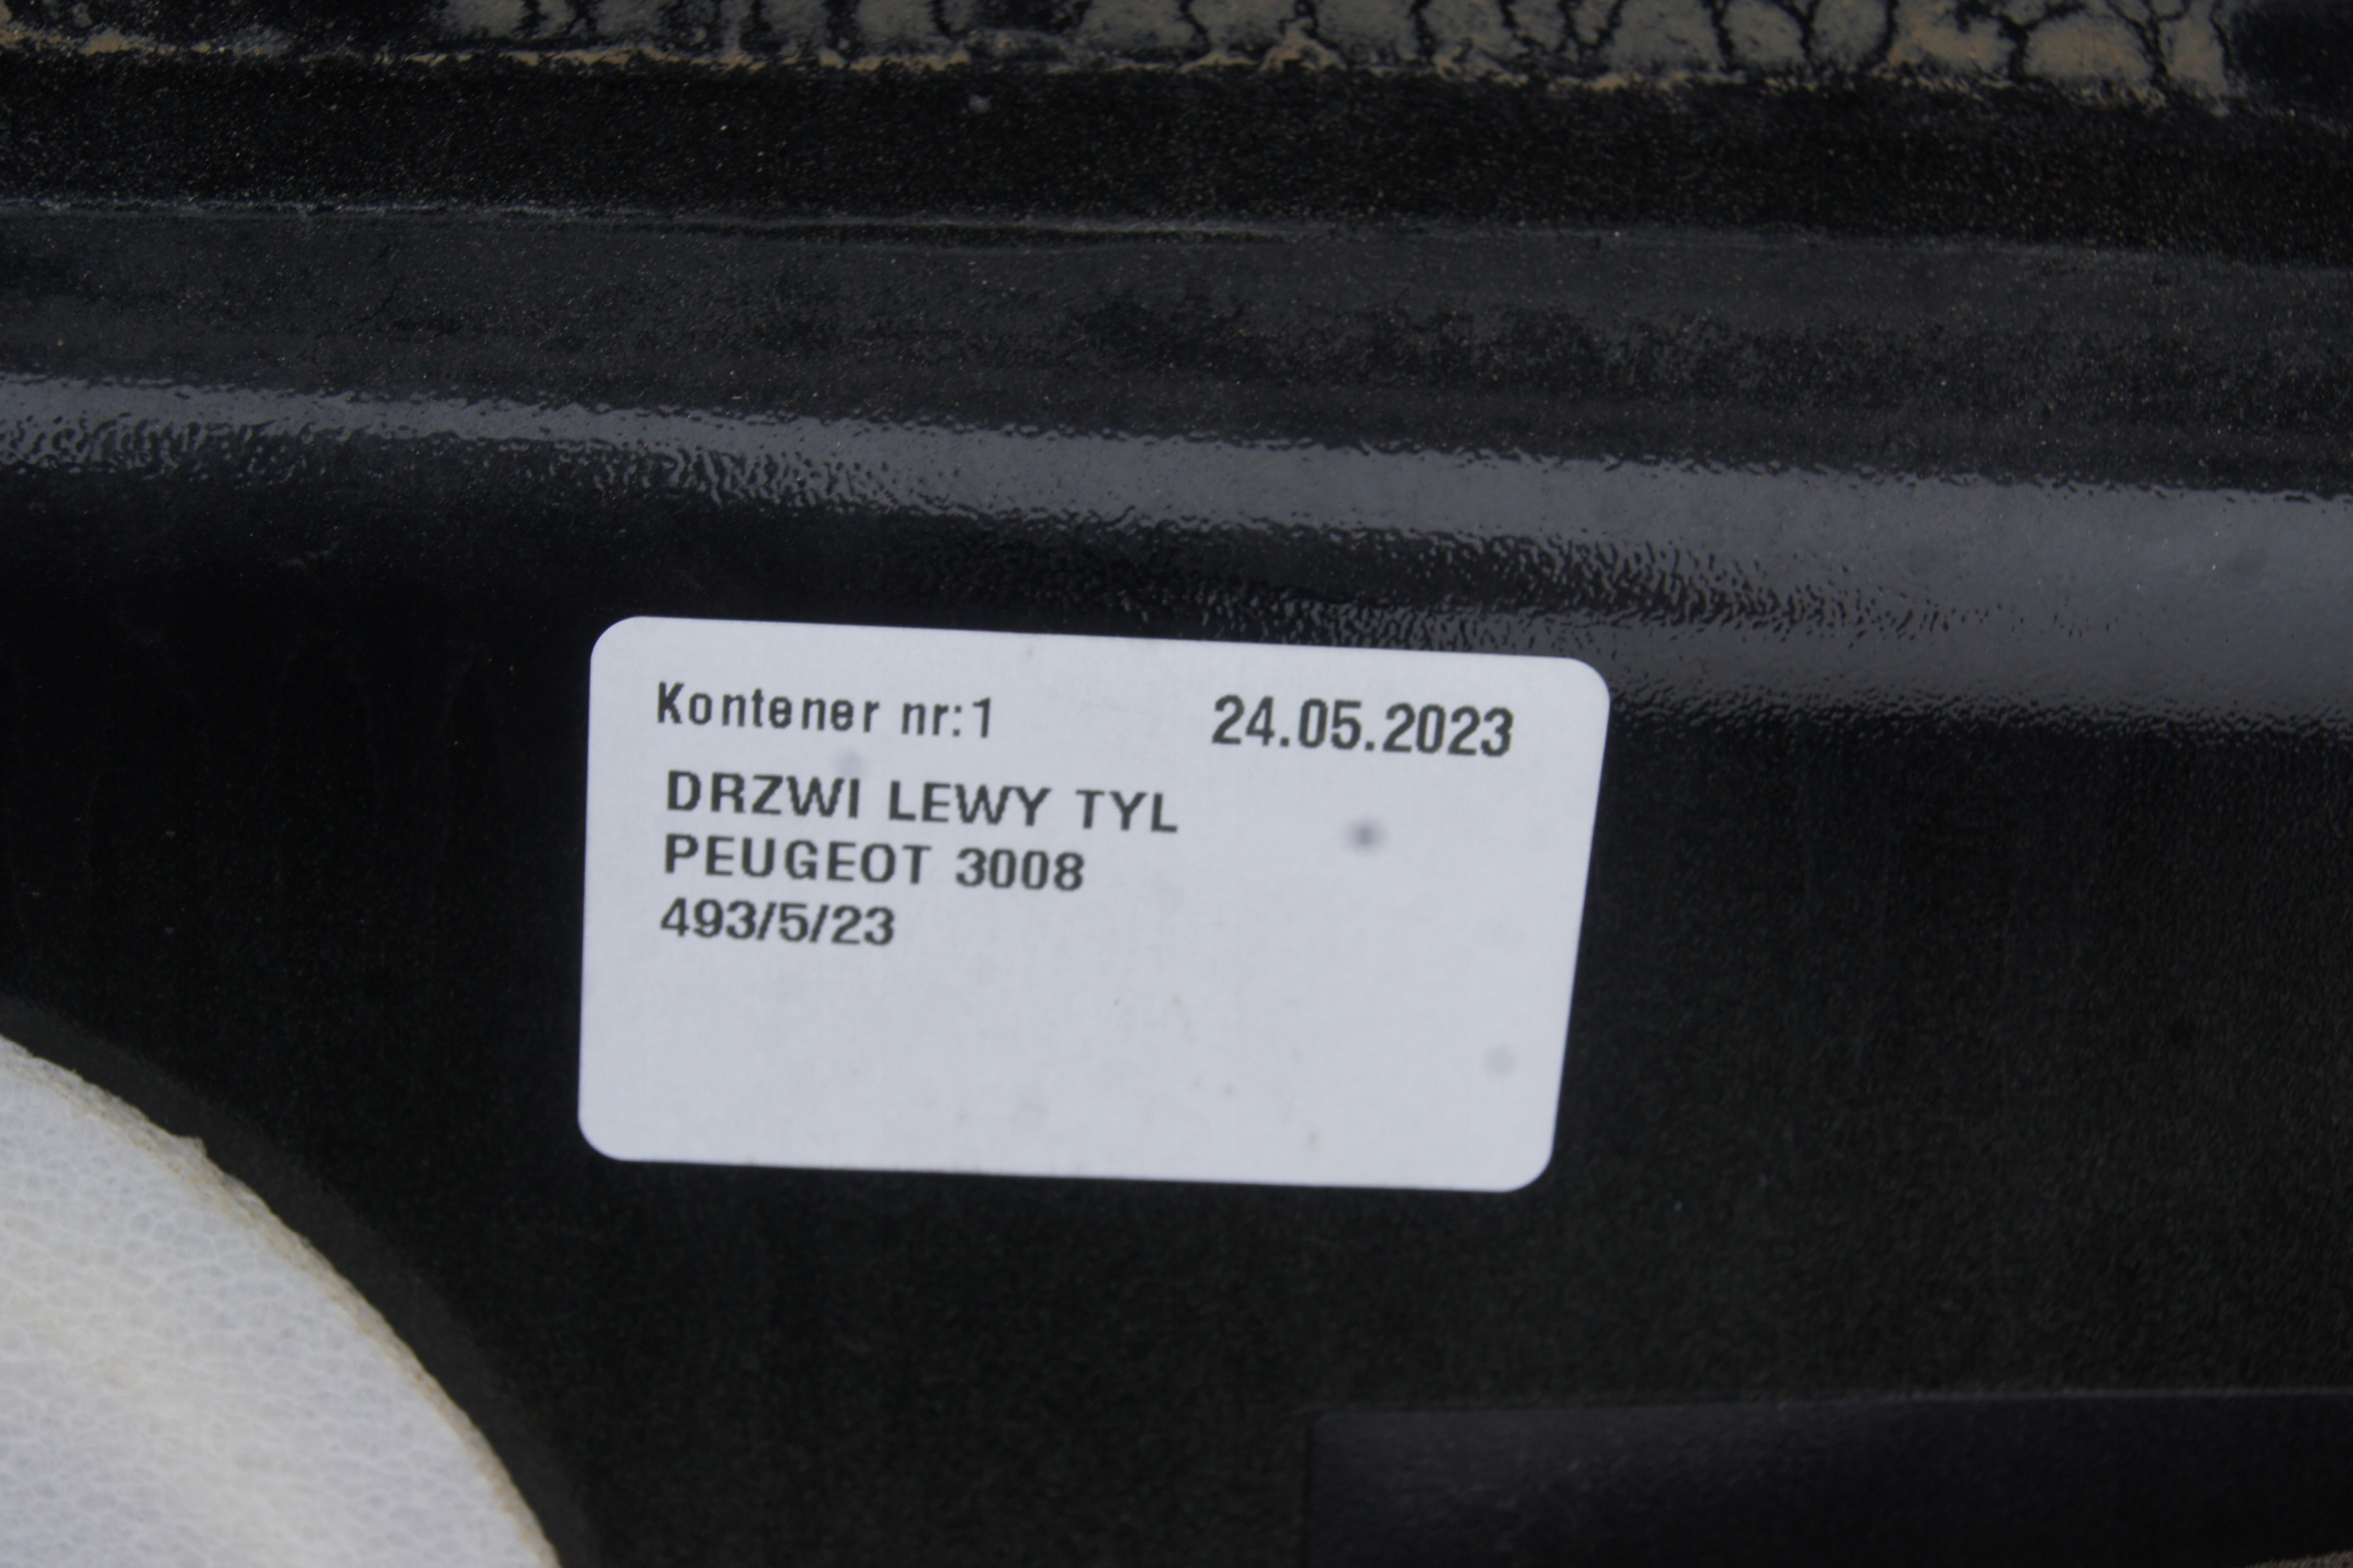 Kontener nr:1 24.05.2023
DRZWI LEWY TYL
PEUGEOT 3008
493/5/23